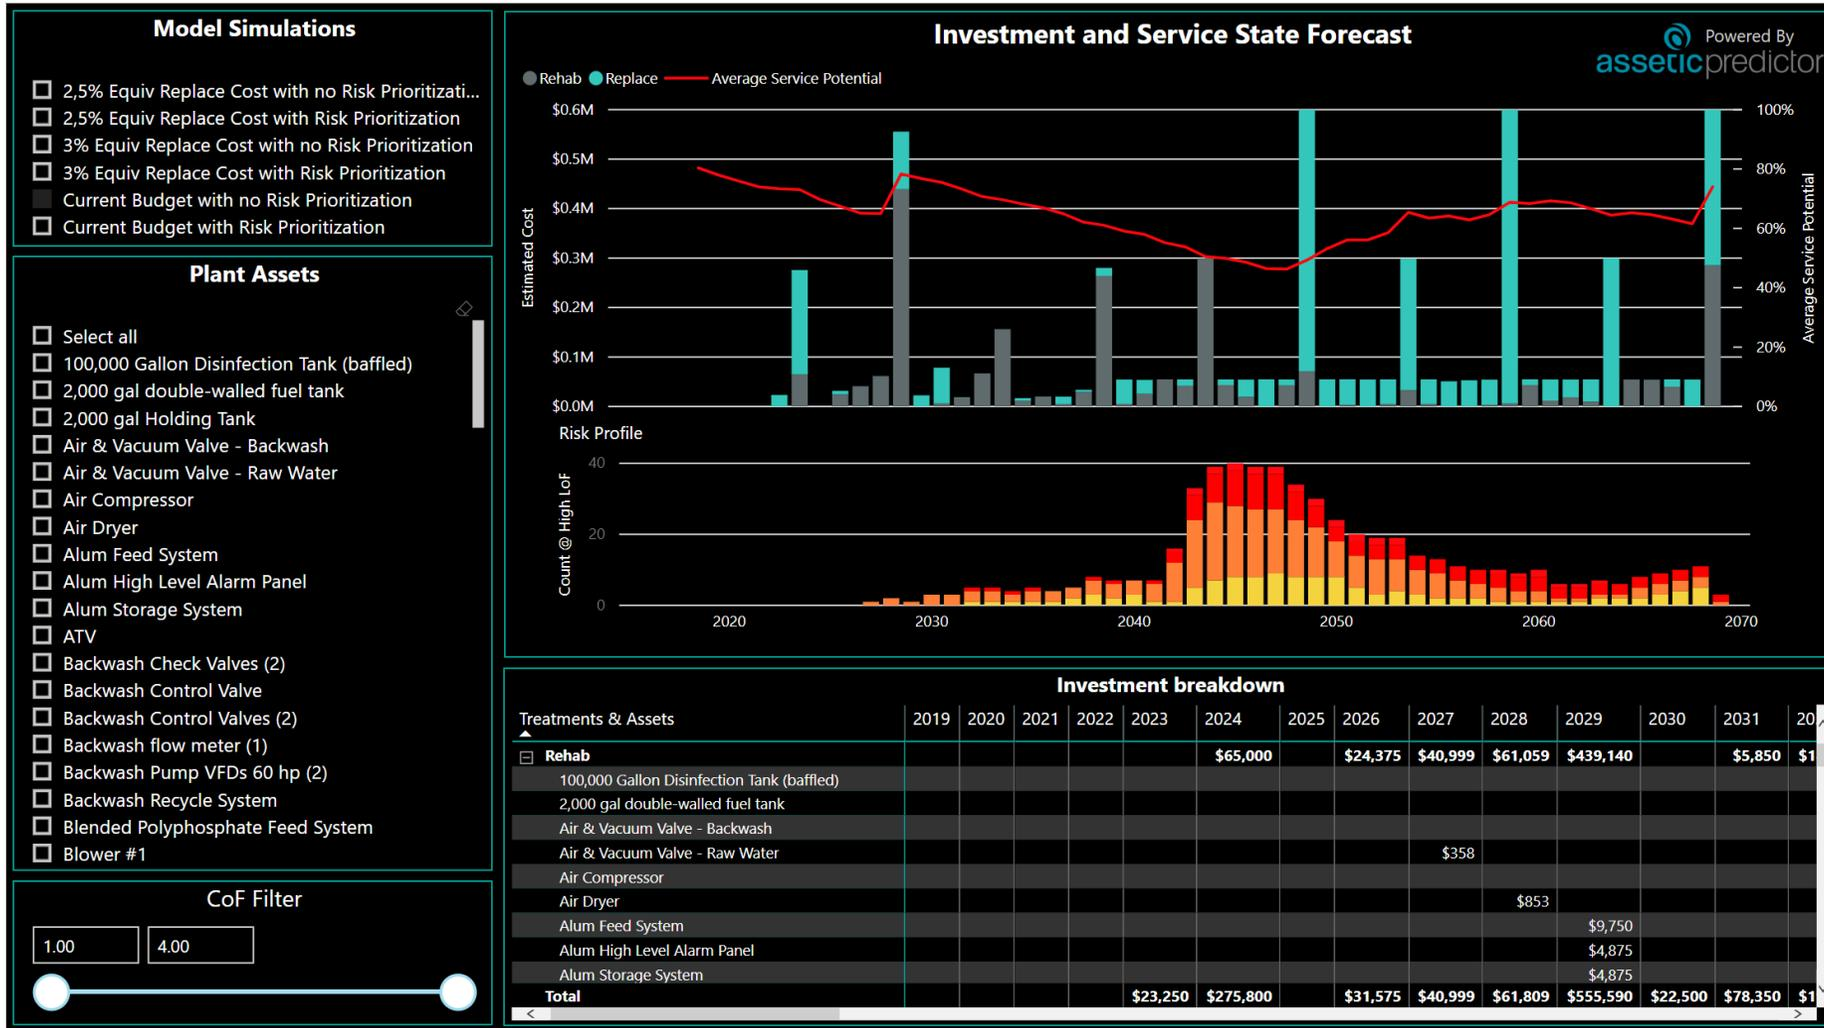 Model Simulations
2,5% Equiv Replace Cost with no Risk Prioritizati...
2,5% Equiv Replace Cost with Risk Prioritization
3% Equiv Replace Cost with no Risk Prioritization
3% Equiv Replace Cost with Risk Prioritization
Current Budget with no Risk Prioritization
Current Budget with Risk Prioritization
Plant Assets
Select all
100,000 Gallon Disinfection Tank (baffled)
2,000 gal double-walled fuel tank
2,000 gal Holding Tank
Air & Vacuum Valve - Backwash
Air & Vacuum Valve - Raw Water
Air Compressor
Air Dryer
Alum Feed System
Alum High Level Alarm Panel
Alum Storage System
ATV
Backwash Check Valves (2)
Backwash Control Valve
Backwash Control Valves (2)
Backwash flow meter (1)
Backwash Pump VFDs 60 hp (2)
Backwash Recycle System
Blended Polyphosphate Feed System
Blower #1
CoF Filter
1.00 4.00
Investment and Service State Forecast
Powered By
asseticpredictor
Rehab Replace Average Service Potential
Estimated Cost
$0.6M
$0.5M
$0.4M
$0.3M
$0.2M
$0.1M
$0.0M
100%
80%
60%
40%
20%
0%
Average Service Potential
Risk Profile
Count @ High LoF
40
20
0
2020 2030 2040 2050 2060 2070
Investment breakdown
Treatments & Assets 2019 2020 2021 2022 2023 2024 2025 2026 2027 2028 2029 2030 2031 20
Rehab $65,000 $24,375 $40,999 $61,059 $439,140 $5,850 $1
100,000 Gallon Disinfection Tank (baffled)
2,000 gal double-walled fuel tank
Air & Vacuum Valve - Backwash
Air & Vacuum Valve - Raw Water $358
Air Compressor
Air Dryer $853
Alum Feed System $9,750
Alum High Level Alarm Panel $4,875
Alum Storage System $4,875
Total $23,250 $275,800 $31,575 $40,999 $61,809 $555,590 $22,500 $78,350 $1